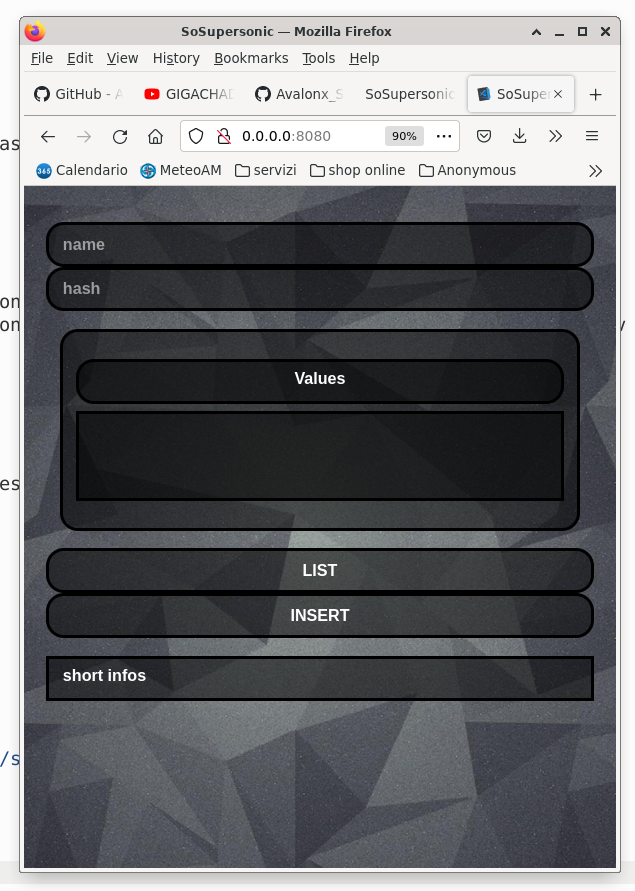 SoSupersonic — Mozilla Firefox
File Edit View History Bookmarks Tools Help
GitHub - A GIGACHAD Avalonx_S SoSupersonic SoSuper
0.0.0.0:8080 90%
365 Calendario MeteoAM servizi shop online Anonymous
as
name
hash
on
on
y
Values
es
LIST
INSERT
short infos
/s